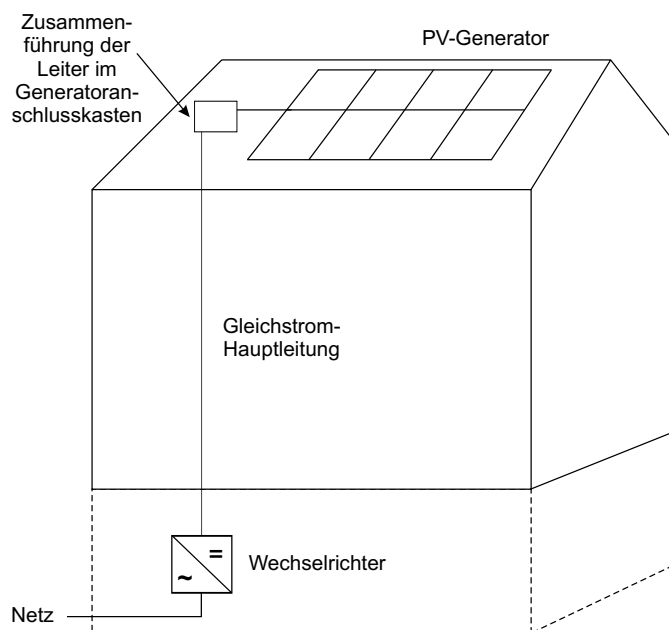 Zusammen-
führung der
Leiter im
Generatoran-
schlusskasten
PV-Generator
Gleichstrom-
Hauptleitung
=
~
Wechselrichter
Netz